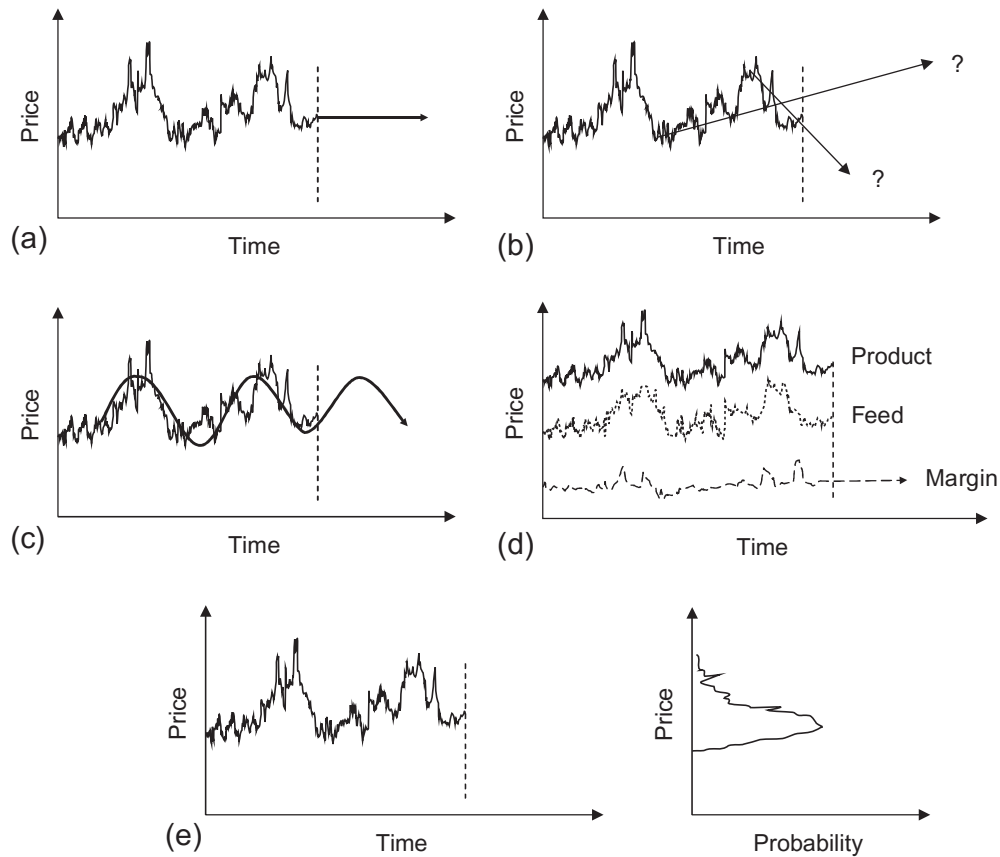 Price
Time
(a)
Price
?
?
Time
(b)
Price
Time
(c)
Price
Product
Feed
Margin
Time
(d)
Price
Time
(e)
Price
Probability